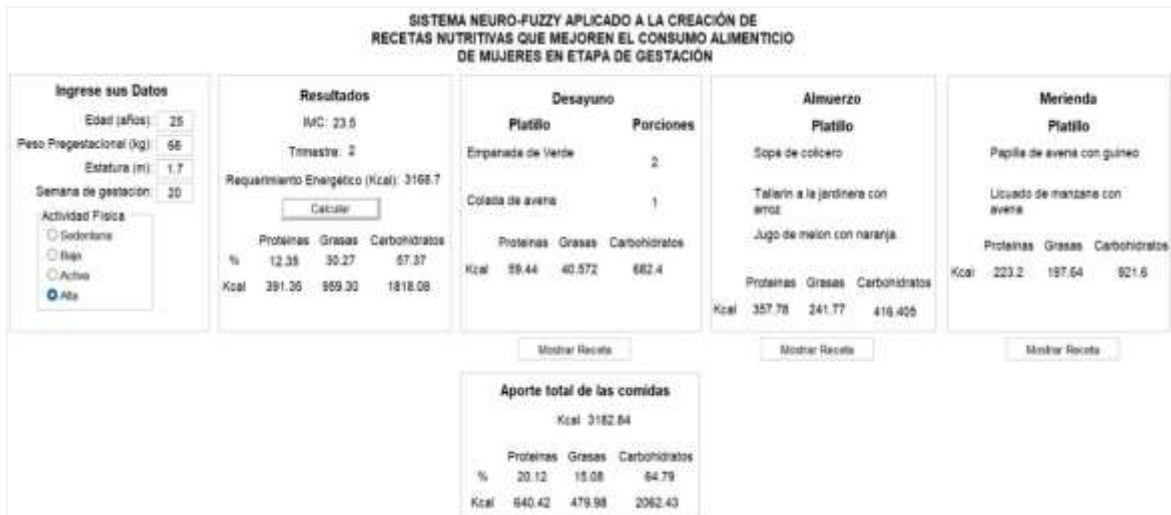 SISTEMA NEURO-FUZZY APLICADO A LA CREACIÓN DE
RECETAS NUTRITIVAS QUE MEJOREN EL CONSUMO ALIMENTICIO
DE MUJERES EN ETAPA DE GESTACIÓN
Ingrese sus Datos
Edad (años): 25
Peso Pregestacional (kg): 66
Estatura (m): 1.7
Semana de gestación: 20
Actividad Física
Sedentaria
Baja
Activa
Alta
Resultados
IMC: 23.5
Trimestre: 2
Requerimiento Energético (Kcal): 3168.7
Calcular
Proteinas Grasas Carbohidratos
% 12.35 30.27 57.37
Kcal 391.36 959.30 1818.08
Desayuno
Platillo Porciones
Empanada de Verde 2
Colada de avena 1
Proteinas Grasas Carbohidratos
Kcal 59.44 40.572 682.4
Mostrar Receta
Almuerzo
Platillo
Sopa de
Tallarin a la jardinera con
arroz
Jugo de melon con naranja
Proteinas Grasas Carbohidratos
Kcal 357.78 241.77 416.405
Mostrar Receta
Merienda
Platillo
Papilla de avena con guineo
Licuado de manzana con
avena
Proteinas Grasas Carbohidratos
Kcal 223.2 197.64 921.6
Mostrar Receta
Aporte total de las comidas
Kcal 3182.84
Proteinas Grasas Carbohidratos
% 20.12 15.08 64.79
Kcal 640.42 479.98 2062.43